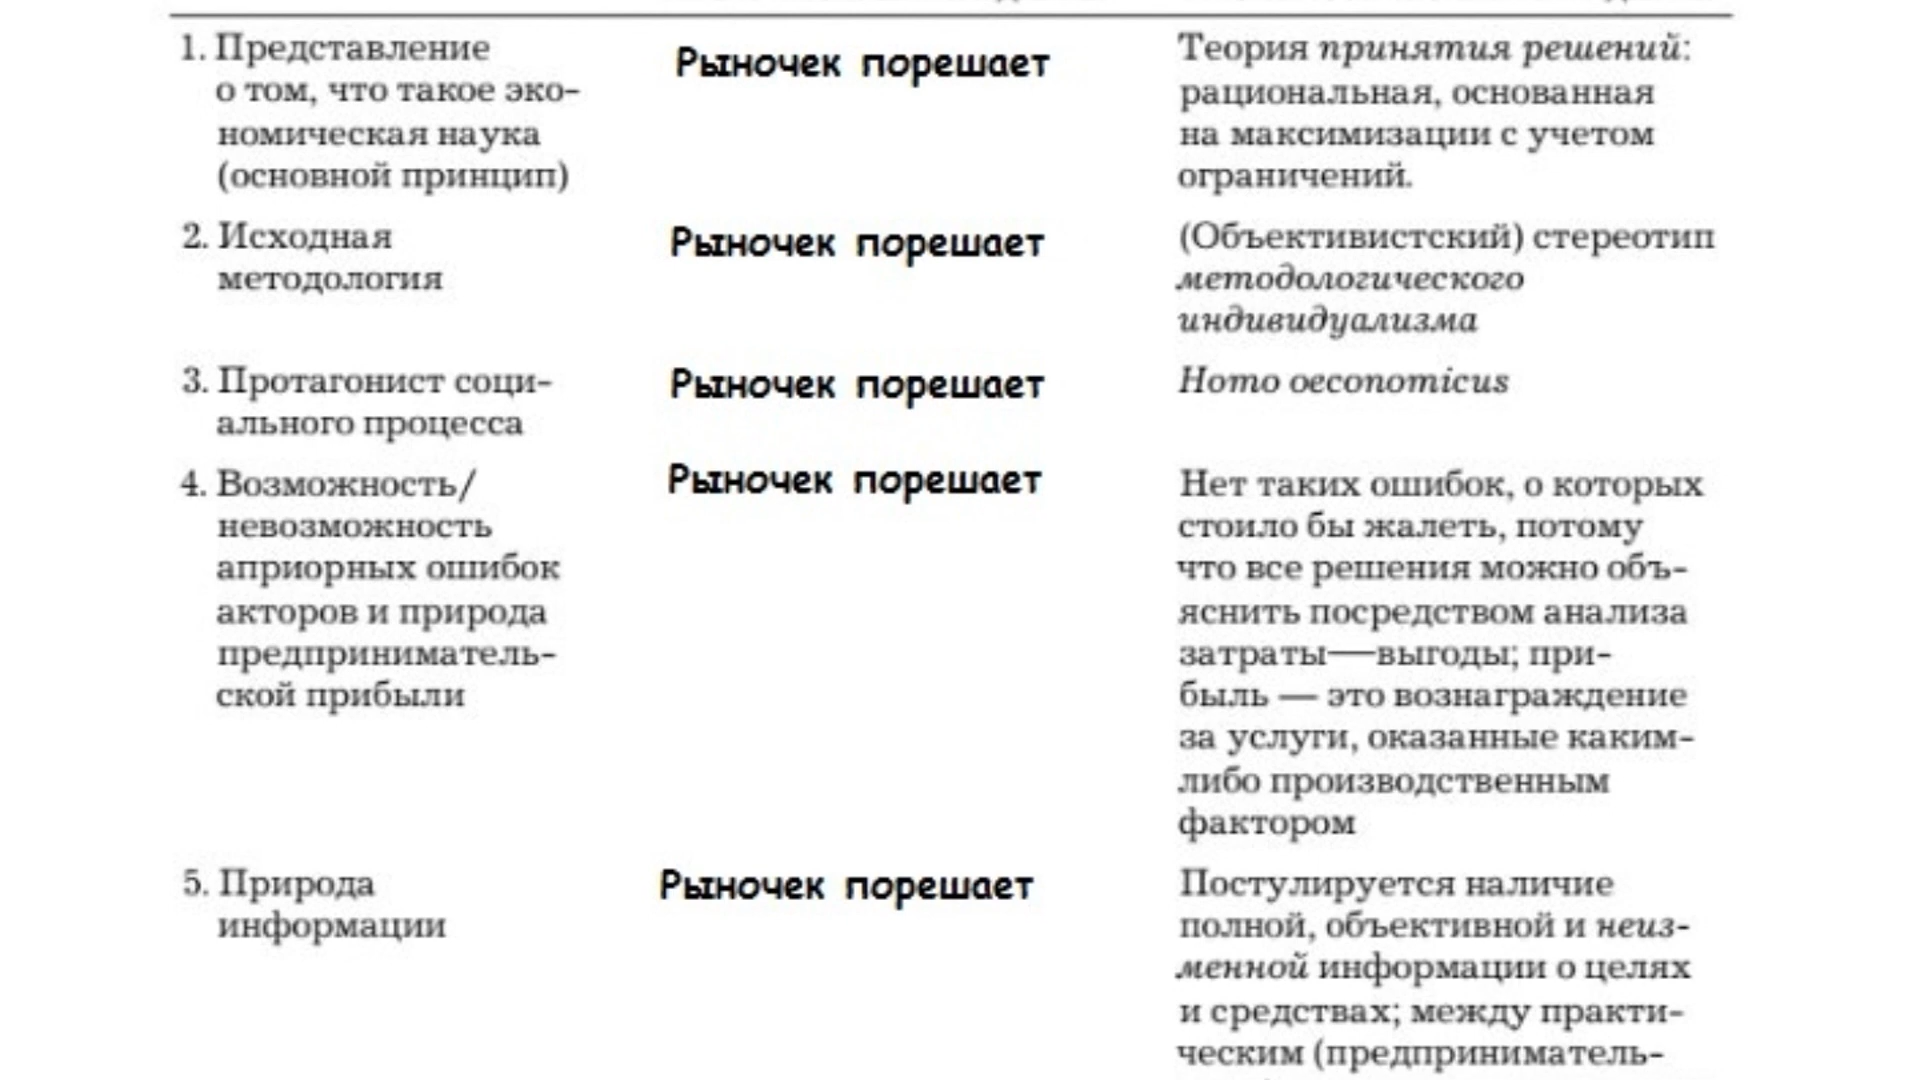 1. Представление
о том, что такое эко-
номическая наука
(основной принцип)
Рыночек порешает
Теория принятия решений:
рациональная, основанная
на максимизации с учетом
ограничений.
2. Исходная
методология
Рыночек порешает
(Объективистский) стереотип
методологического
индивидуализма
3. Протагонист соци-
ального процесса
Рыночек порешает
Homo oeconomicus
4. Возможность/
невозможность
априорных ошибок
акторов и природа
предприниматель-
ской прибыли
Рыночек порешает
Нет таких ошибок, о которых
стоило бы жалеть, потому
что все решения можно объ-
яснить посредством анализа
затраты—выгоды; при-
быль — это вознаграждение
за услуги, оказанные каким-
либо производственным
фактором
5. Природа
информации
Рыночек порешает
Постулируется наличие
полной, объективной и неиз-
менной информации о целях
и средствах; между практи-
ческим (предприниматель-